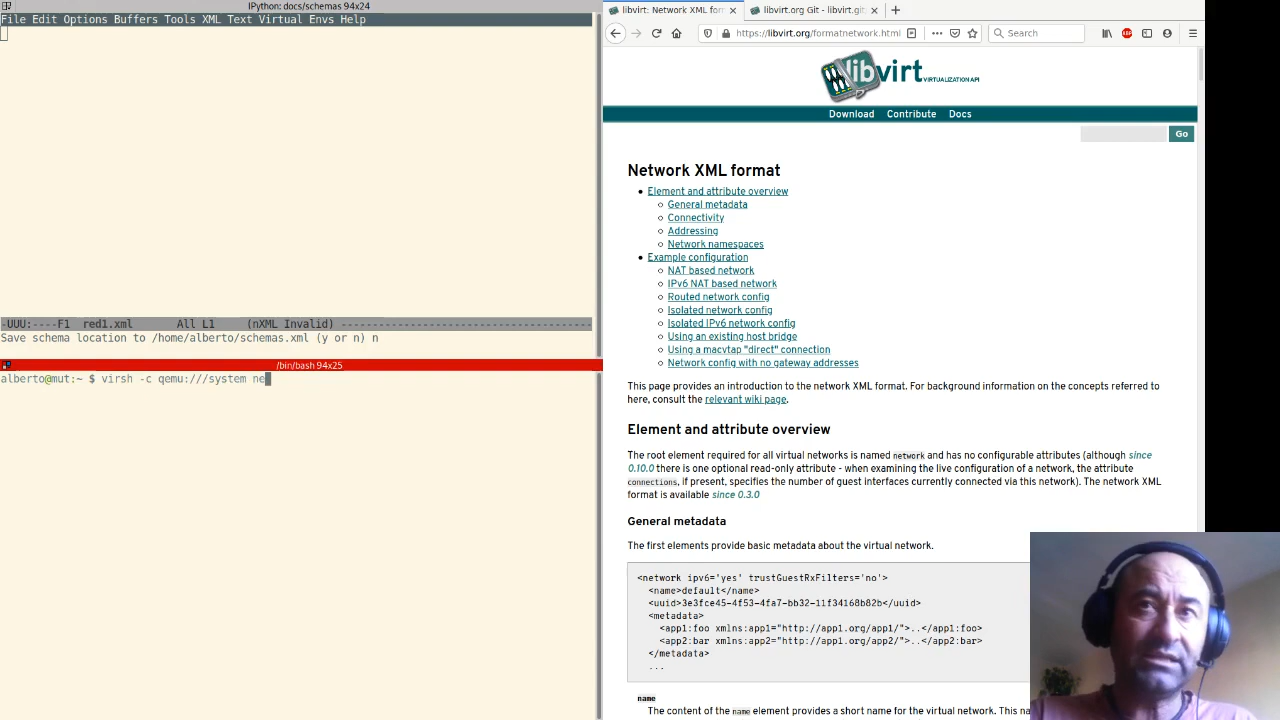 IPython: docs/schemas 94x24
File Edit Options Buffers Tools XML Text Virtual Envs Help
-UUU:----F1  red1.xml       All L1     (nXML Invalid) ----------------------------------------
Save schema location to /home/alberto/schemas.xml (y or n) n
/bin/bash 94x25
alberto@mut:~ $ virsh -c qemu:///system ne
libvirt: Network XML format
libvirt.org Git - libvirt.git
https://libvirt.org/formatnetwork.html
Search
libvirt VIRTUALIZATION API
Download Contribute Docs
Go
Network XML format
Element and attribute overview
General metadata
Connectivity
Addressing
Network namespaces
Example configuration
NAT based network
IPv6 NAT based network
Routed network config
Isolated network config
Isolated IPv6 network config
Using an existing host bridge
Using a macvtap "direct" connection
Network config with no gateway addresses
This page provides an introduction to the network XML format. For background information on the concepts referred to
here, consult the relevant wiki page.
Element and attribute overview
The root element required for all virtual networks is named network and has no configurable attributes (although since
0.10.0 there is one optional read-only attribute - when examining the live configuration of a network, the attribute
connections, if present, specifies the number of guest interfaces currently connected via this network). The network XML
format is available since 0.3.0
General metadata
The first elements provide basic metadata about the virtual network.
<network ipv6='yes' trustGuestRxFilters='no'>
<name>default</name>
<uuid>3e3fce45-4f53-4fa7-bb32-11f34168b82b</uuid>
<metadata>
<app1:foo xmlns:app1="http://app1.org/app1/">..</app1:foo>
<app2:bar xmlns:app2="http://app1.org/app2/">..</app2:bar>
</metadata>
...
name
The content of the name element provides a short name for the virtual network. This na